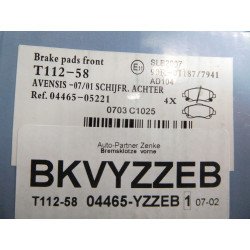 Brake pads front
T112-58
AVENSIS -07/01 SCHIJFR. ACHTER
Ref. 04465-05221
4X
0703 C1025
AD104
Auto-Partner Zenke
Bremsklötze vorne
BKVYZZEB
T112-58 04465-YZZEB 1 07-02